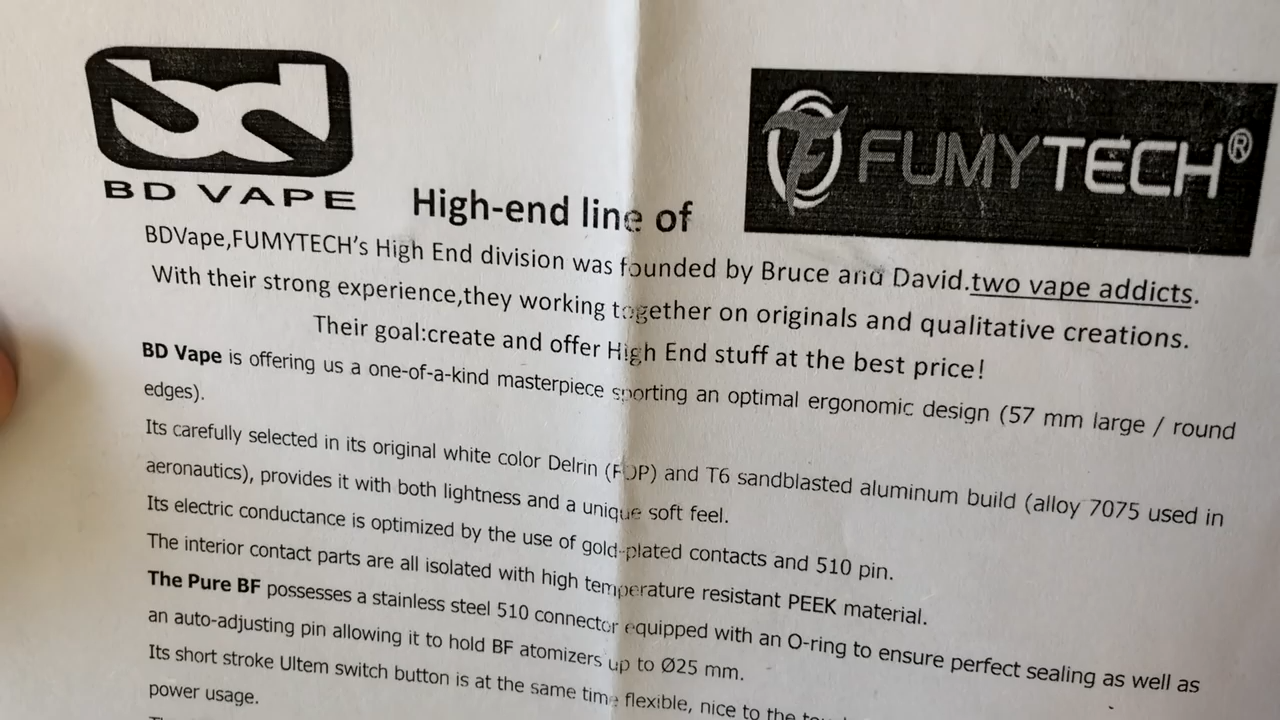 bd
BD VAPE
High-end line of
FUMYTECH®
BDVape,FUMYTECH's High End division was founded by Bruce and David.two vape addicts.
With their strong experience,they working together on originals and qualitative creations.
Their goal:create and offer High End stuff at the best price!
BD Vape is offering us a one-of-a-kind masterpiece sporting an optimal ergonomic design (57 mm large / round
edges).
Its carefully selected in its original white color Delrin (POP) and T6 sandblasted aluminum build (alloy 7075 used in
aeronautics), provides it with both lightness and a unique soft feel.
Its electric conductance is optimized by the use of gold-plated contacts and 510 pin.
The interior contact parts are all isolated with high temperature resistant PEEK material.
The Pure BF possesses a stainless steel 510 connector equipped with an O-ring to ensure perfect sealing as well as
an auto-adjusting pin allowing it to hold BF atomizers up to Ø25 mm.
Its short stroke Ultem switch button is at the same time flexible, nice to the
power usage.